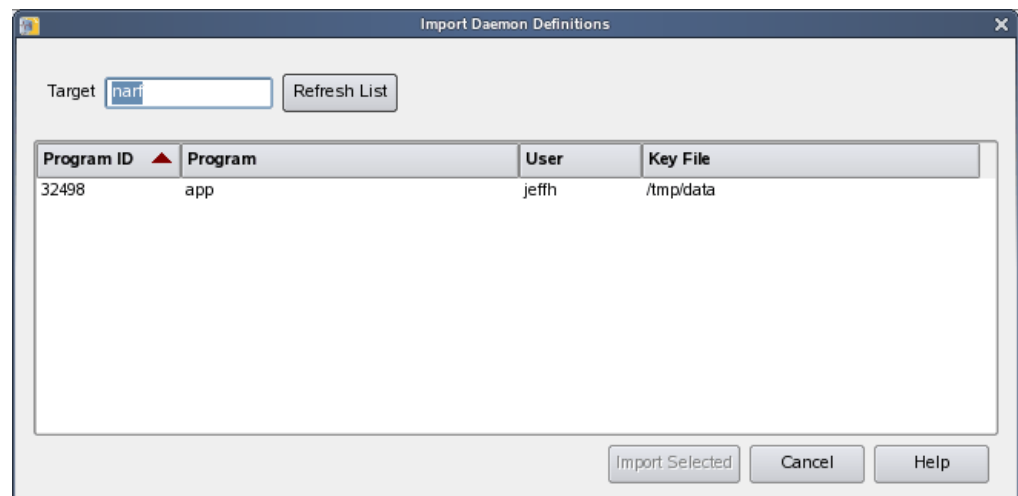 Import Daemon Definitions
Target narf Refresh List
Program ID Program User Key File
32498 app jeffh /tmp/data
Import Selected Cancel Help